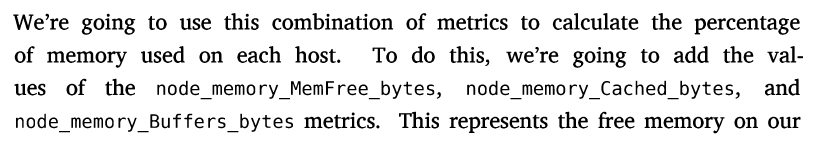 We’re going to use this combination of metrics to calculate the percentage
of memory used on each host. To do this, we’re going to add the val-
ues of the node_memory_MemFree_bytes, node_memory_Cached_bytes, and
node_memory_Buffers_bytes metrics. This represents the free memory on our